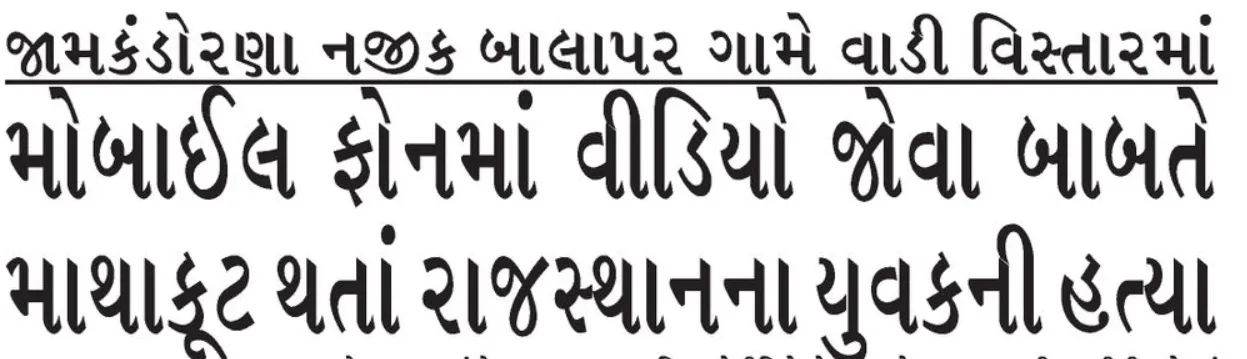 જામકંડોરણા નજીક બાલાપર ગામે વાડી વિસ્તારમાં
મોબાઈલ ફોનમાં વીડિયો જોવા બાબતે
માથાકૂટ થતાં રાજસ્થાનના યુવકની હત્યા